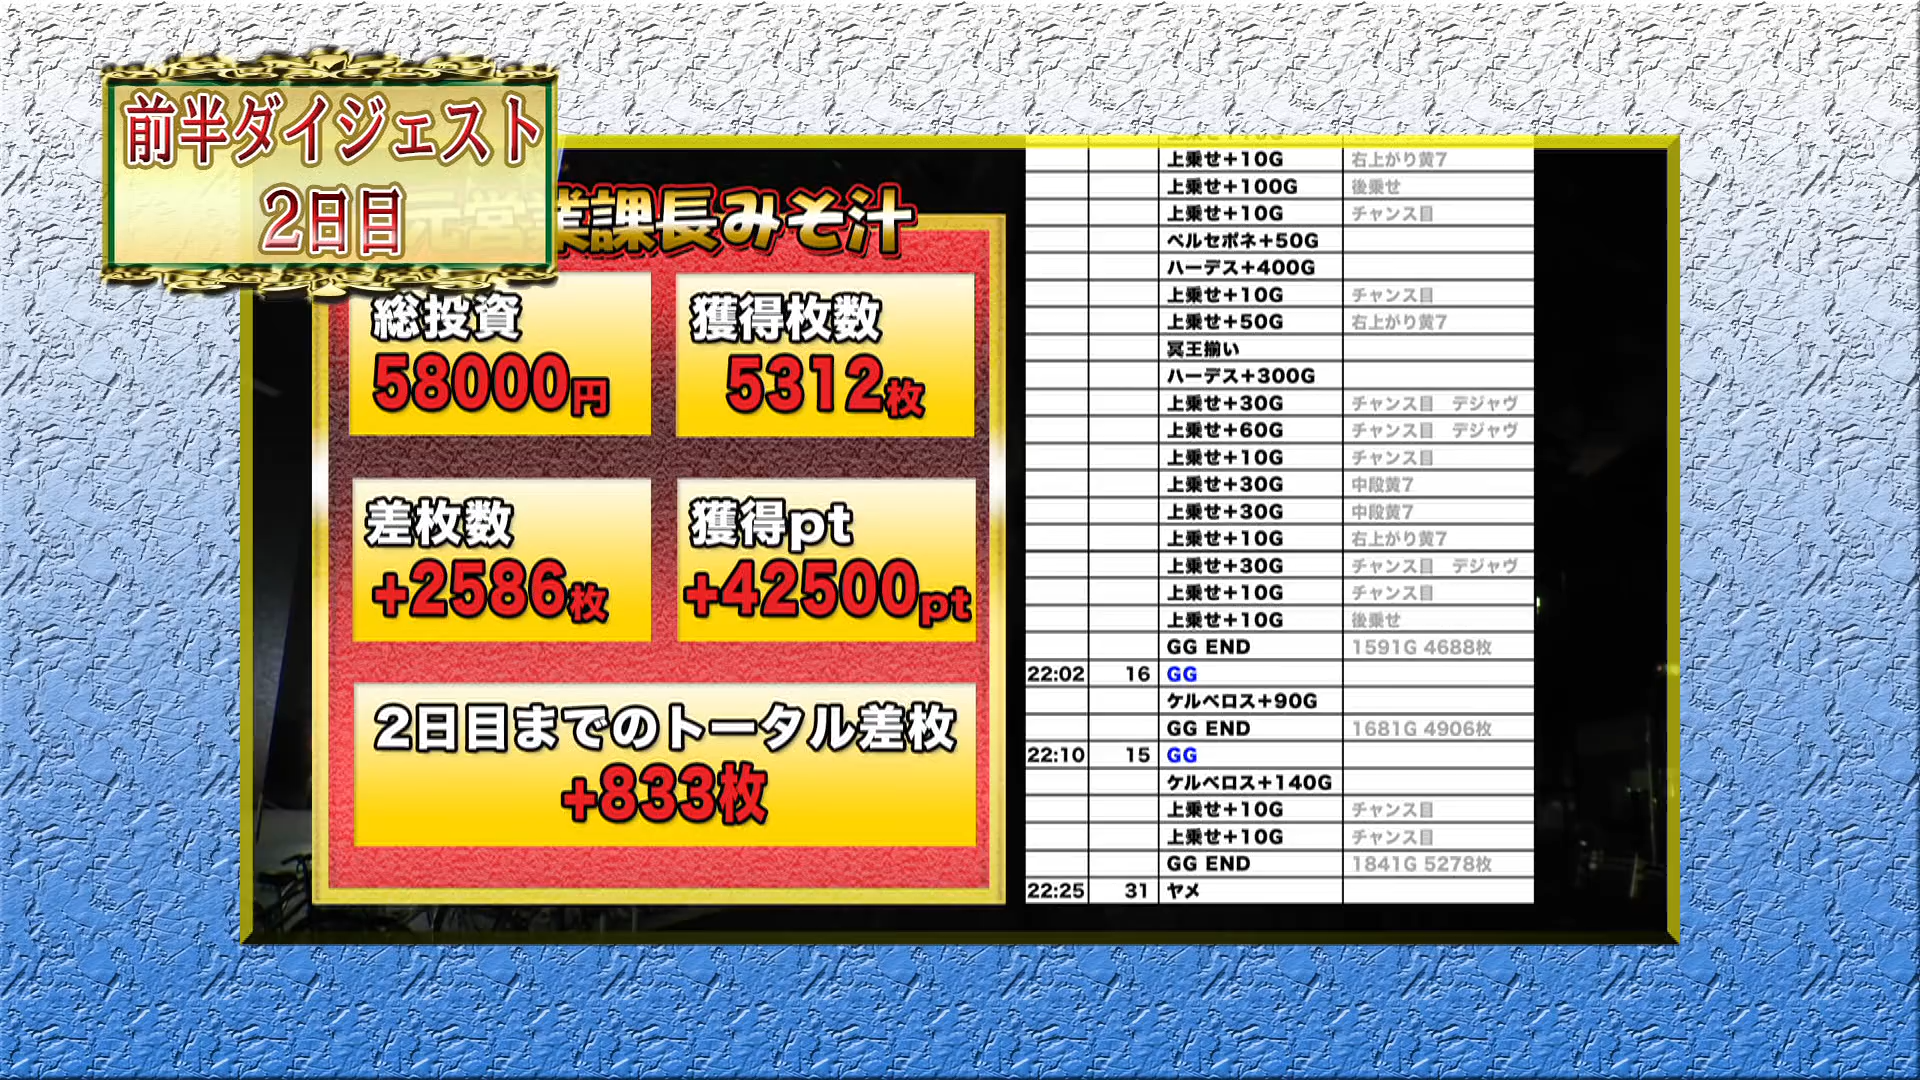 前半ダイジェスト
2日目
元営業課長みそ汁
総投資
58000円
獲得枚数
5312枚
差枚数
+2586枚
獲得pt
+42500pt
2日目までのトータル差枚
+833枚
上乗せ+10G 右上がり黄7
上乗せ+100G 後乗せ
上乗せ+10G チャンス目
ペルセポネ+50G
ハーデス+400G
上乗せ+10G チャンス目
上乗せ+50G 右上がり黄7
冥王揃い
ハーデス+300G
上乗せ+30G チャンス目 デジャヴ
上乗せ+60G チャンス目 デジャヴ
上乗せ+10G チャンス目
上乗せ+30G 中段黄7
上乗せ+30G 中段黄7
上乗せ+10G 右上がり黄7
上乗せ+30G チャンス目 デジャヴ
上乗せ+10G チャンス目
上乗せ+10G 後乗せ
GG END 1591G 4688枚
22:02 16 GG
ケルベロス+90G
GG END 1681G 4906枚
22:10 15 GG
ケルベロス+140G
上乗せ+10G チャンス目
上乗せ+10G チャンス目
GG END 1841G 5278枚
22:25 31 ヤメ